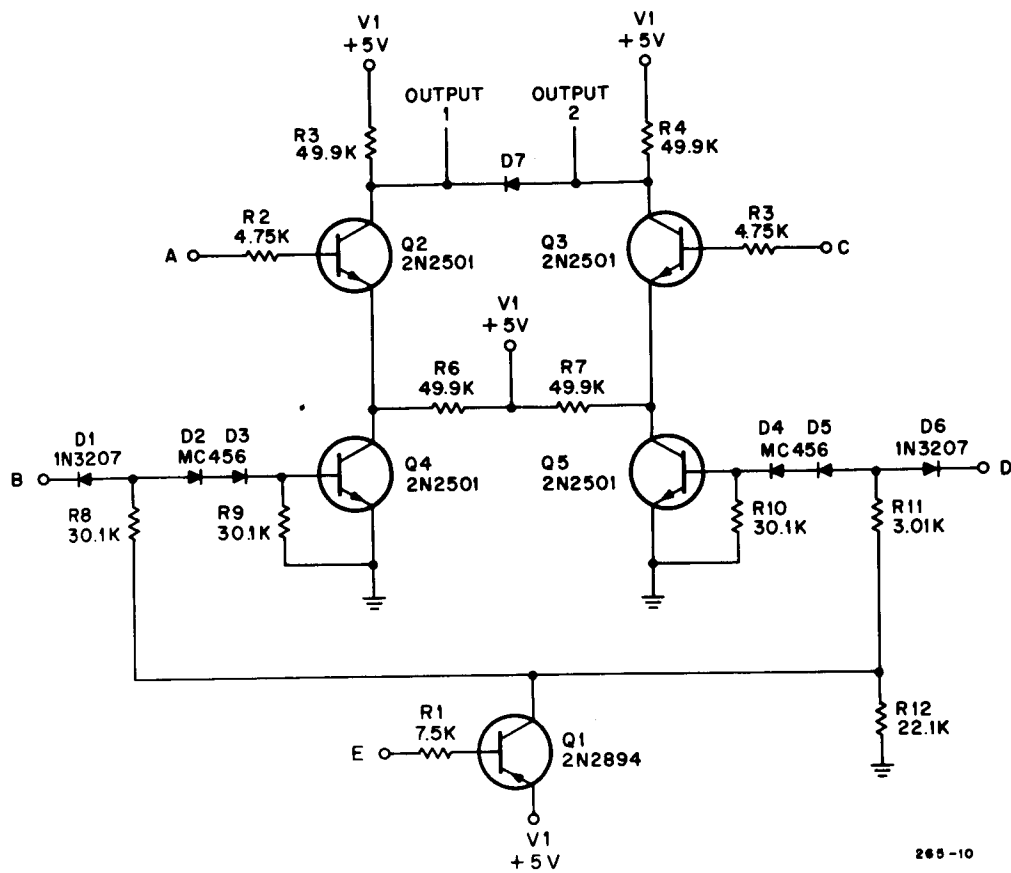 V1
+5V
V1
+5V
OUTPUT
1
OUTPUT
2
R3
49.9K
D7
R4
49.9K
R2
4.75K
A
Q2
2N2501
Q3
2N2501
R3
4.75K
C
V1
+5V
R6
49.9K
R7
49.9K
D1
1N3207
D2 D3
MC456
B
Q4
2N2501
Q5
2N2501
D4 D5
MC456
D6
1N3207
D
R8
30.1K
R9
30.1K
R10
30.1K
R11
3.01K
R1
7.5K
E
Q1
2N2894
R12
22.1K
V1
+5V
265-10